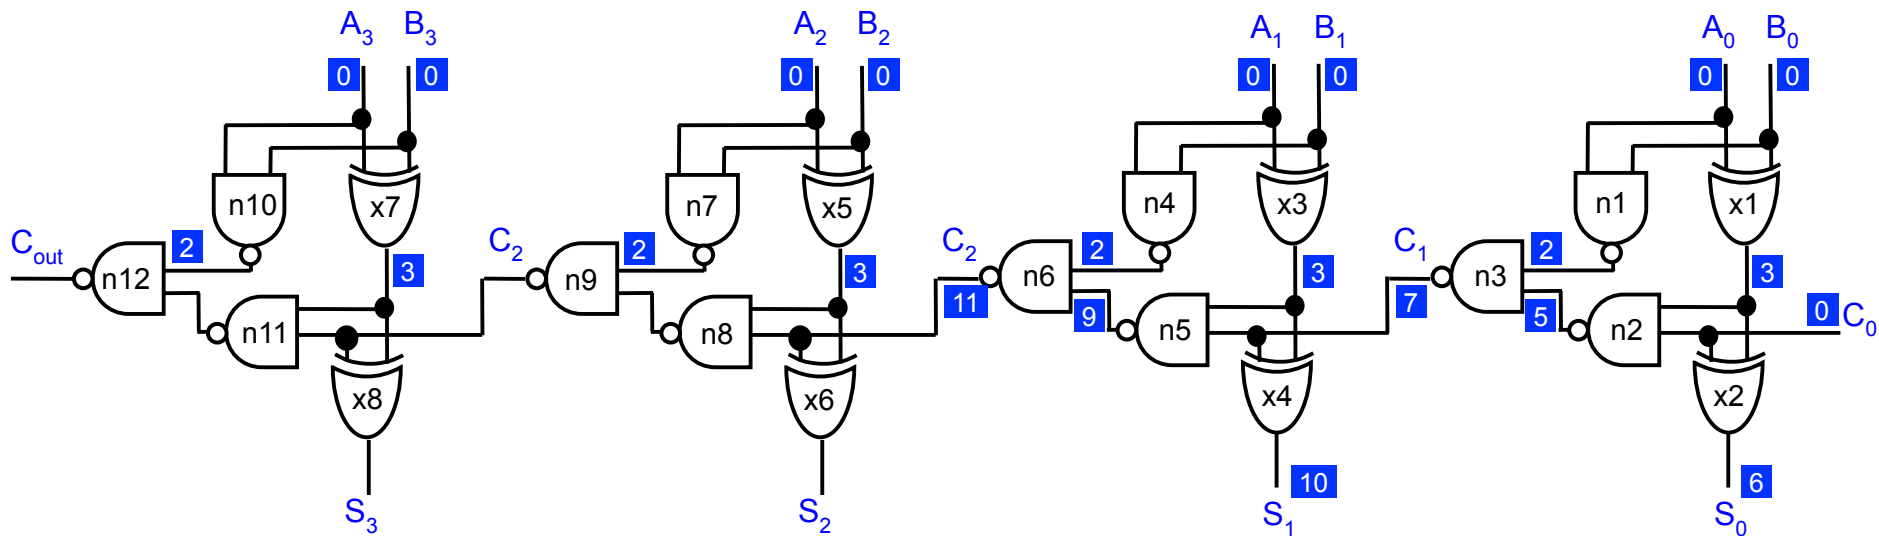 A3 B3 A2 B2 A1 B1 A0 B0
0 0 0 0 0 0 0 0
n10 x7 n7 x5 n4 x3 n1 x1
Cout 2 C2 2 C2 2 C1 2
n12 3 n9 3 n6 3 n3 3
11 9 7 5 0 C0
n11 n8 n5 n2
x8 x6 x4 x2
10 6
S3 S2 S1 S0